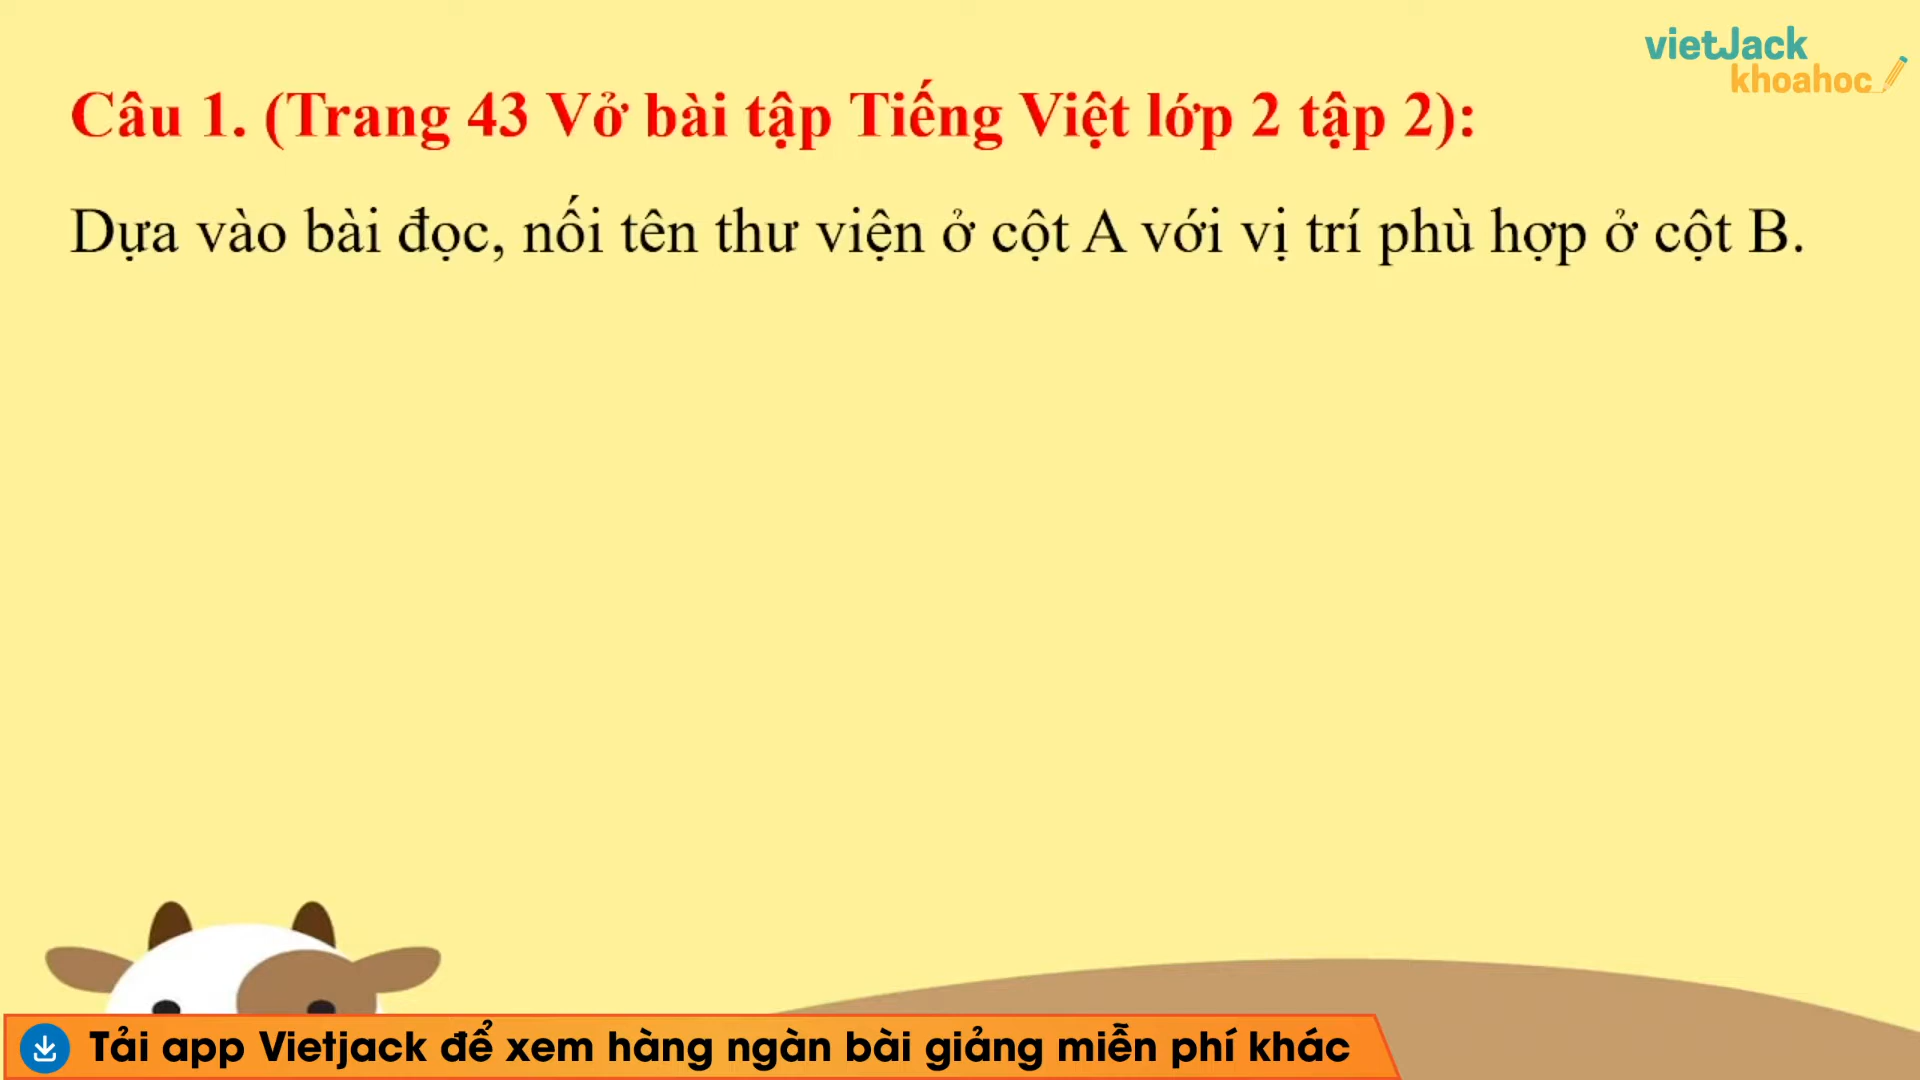 vietJack
khoahoc
Câu 1. (Trang 43 Vở bài tập Tiếng Việt lớp 2 tập 2):
Dựa vào bài đọc, nối tên thư viện ở cột A với vị trí phù hợp ở cột B.
Tải app Vietjack để xem hàng ngàn bài giảng miễn phí khác